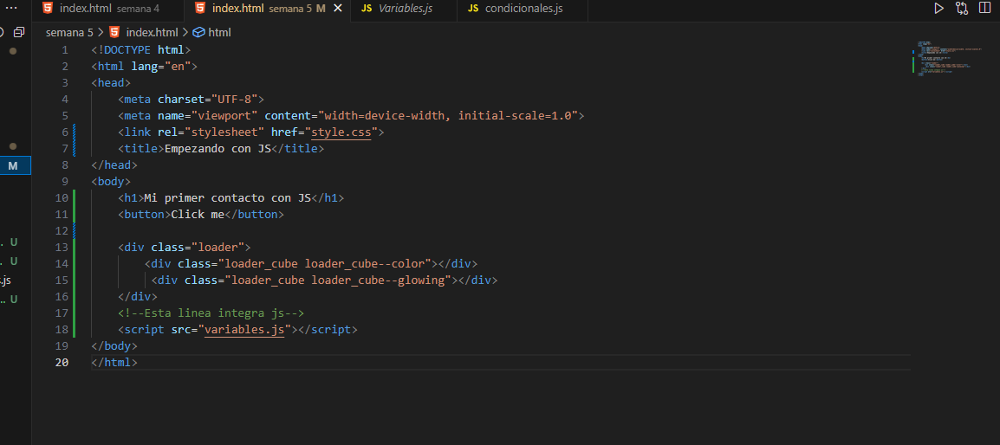 ... index.html semana 4 index.html semana 5 M × JS Variables.js JS condicionales.js
semana 5 > index.html > html
1 <!DOCTYPE html>
2 <html lang="en">
3 <head>
4 <meta charset="UTF-8">
5 <meta name="viewport" content="width=device-width, initial-scale=1.0">
6 <link rel="stylesheet" href="style.css">
7 <title>Empezando con JS</title>
M 8 </head>
9 <body>
10 <h1>Mi primer contacto con JS</h1>
11 <button>Click me</button>
12
U 13 <div class="loader">
U 14 <div class="loader_cube loader_cube--color"></div>
s.js 15 <div class="loader_cube loader_cube--glowing"></div>
U 16 </div>
17 <!--Esta linea integra js-->
18 <script src="variables.js"></script>
19 </body>
20 </html>